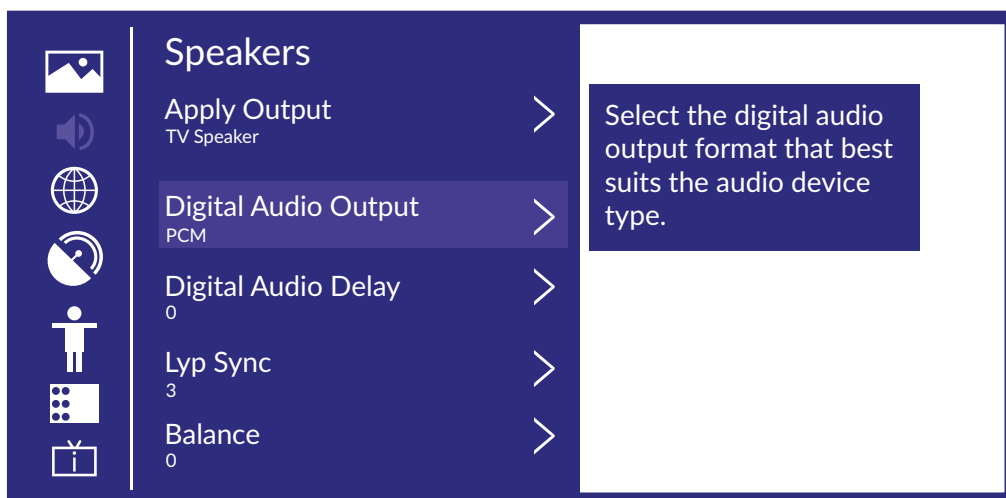 Speakers
Apply Output
TV Speaker
Digital Audio Output
PCM
Digital Audio Delay
0
Lyp Sync
3
Balance
0
i
Select the digital audio
output format that best
suits the audio device
type.